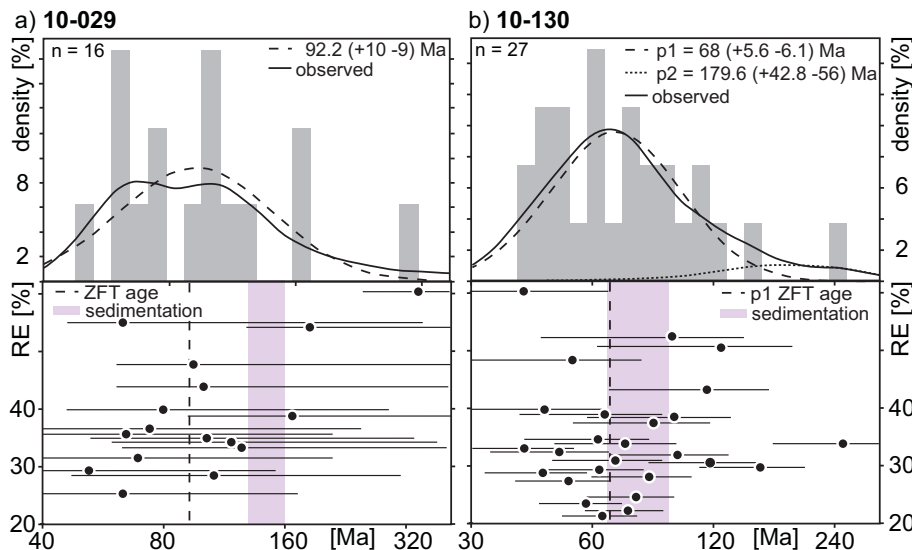 a) 10-029
n = 16
92.2 (+10 -9) Ma
observed
density [%]
8
2
ZFT age
sedimentation
RE [%]
40
30
20
40
80
160
[Ma]
320
b) 10-130
n = 27
p1 = 68 (+5.6 -6.1) Ma
p2 = 179.6 (+42.8 -56) Ma
observed
density [%]
6
2
p1 ZFT age
sedimentation
RE [%]
40
30
20
30
60
120
[Ma]
240